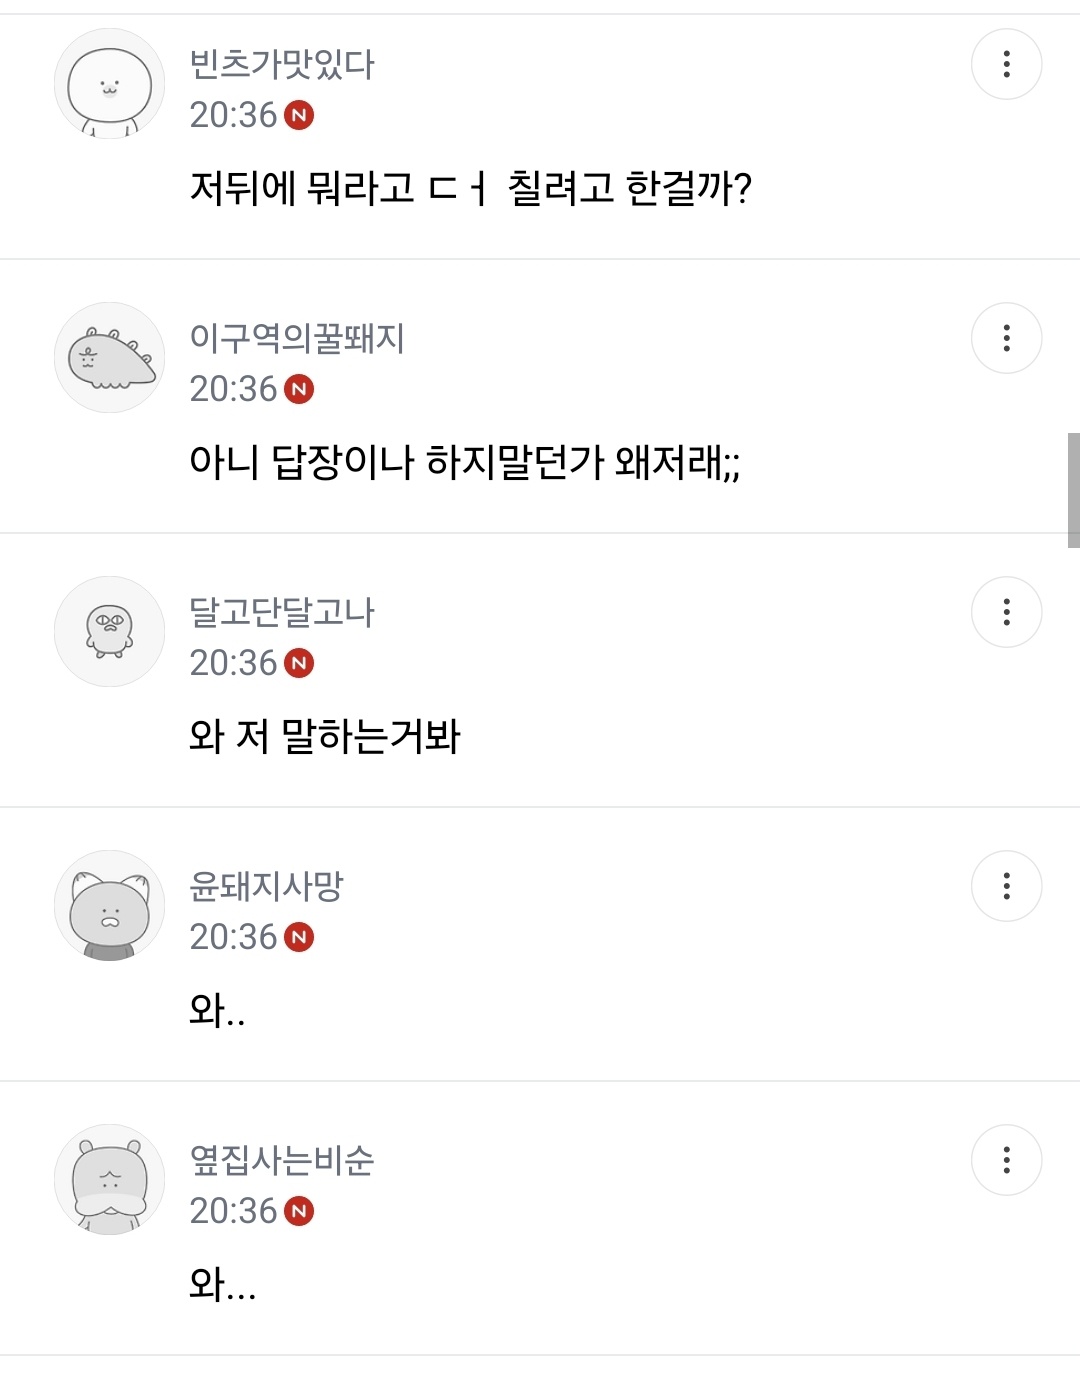 빈츠가맛있다
20:36 N
저뒤에 뭐라고 ㄷㅓ 칠려고 한걸까?
이구역의꿀뙈지
20:36 N
아니 답장이나 하지말던가 왜저래;;
달고단달고나
20:36 N
와 저 말하는거봐
윤돼지사망
20:36 N
와..
옆집사는비순
20:36 N
와...